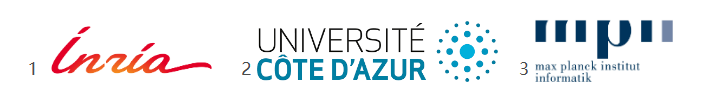 1 Inria 2 UNIVERSITÉ
CÔTE D'AZUR 3 mpii
max planck institut
informatik